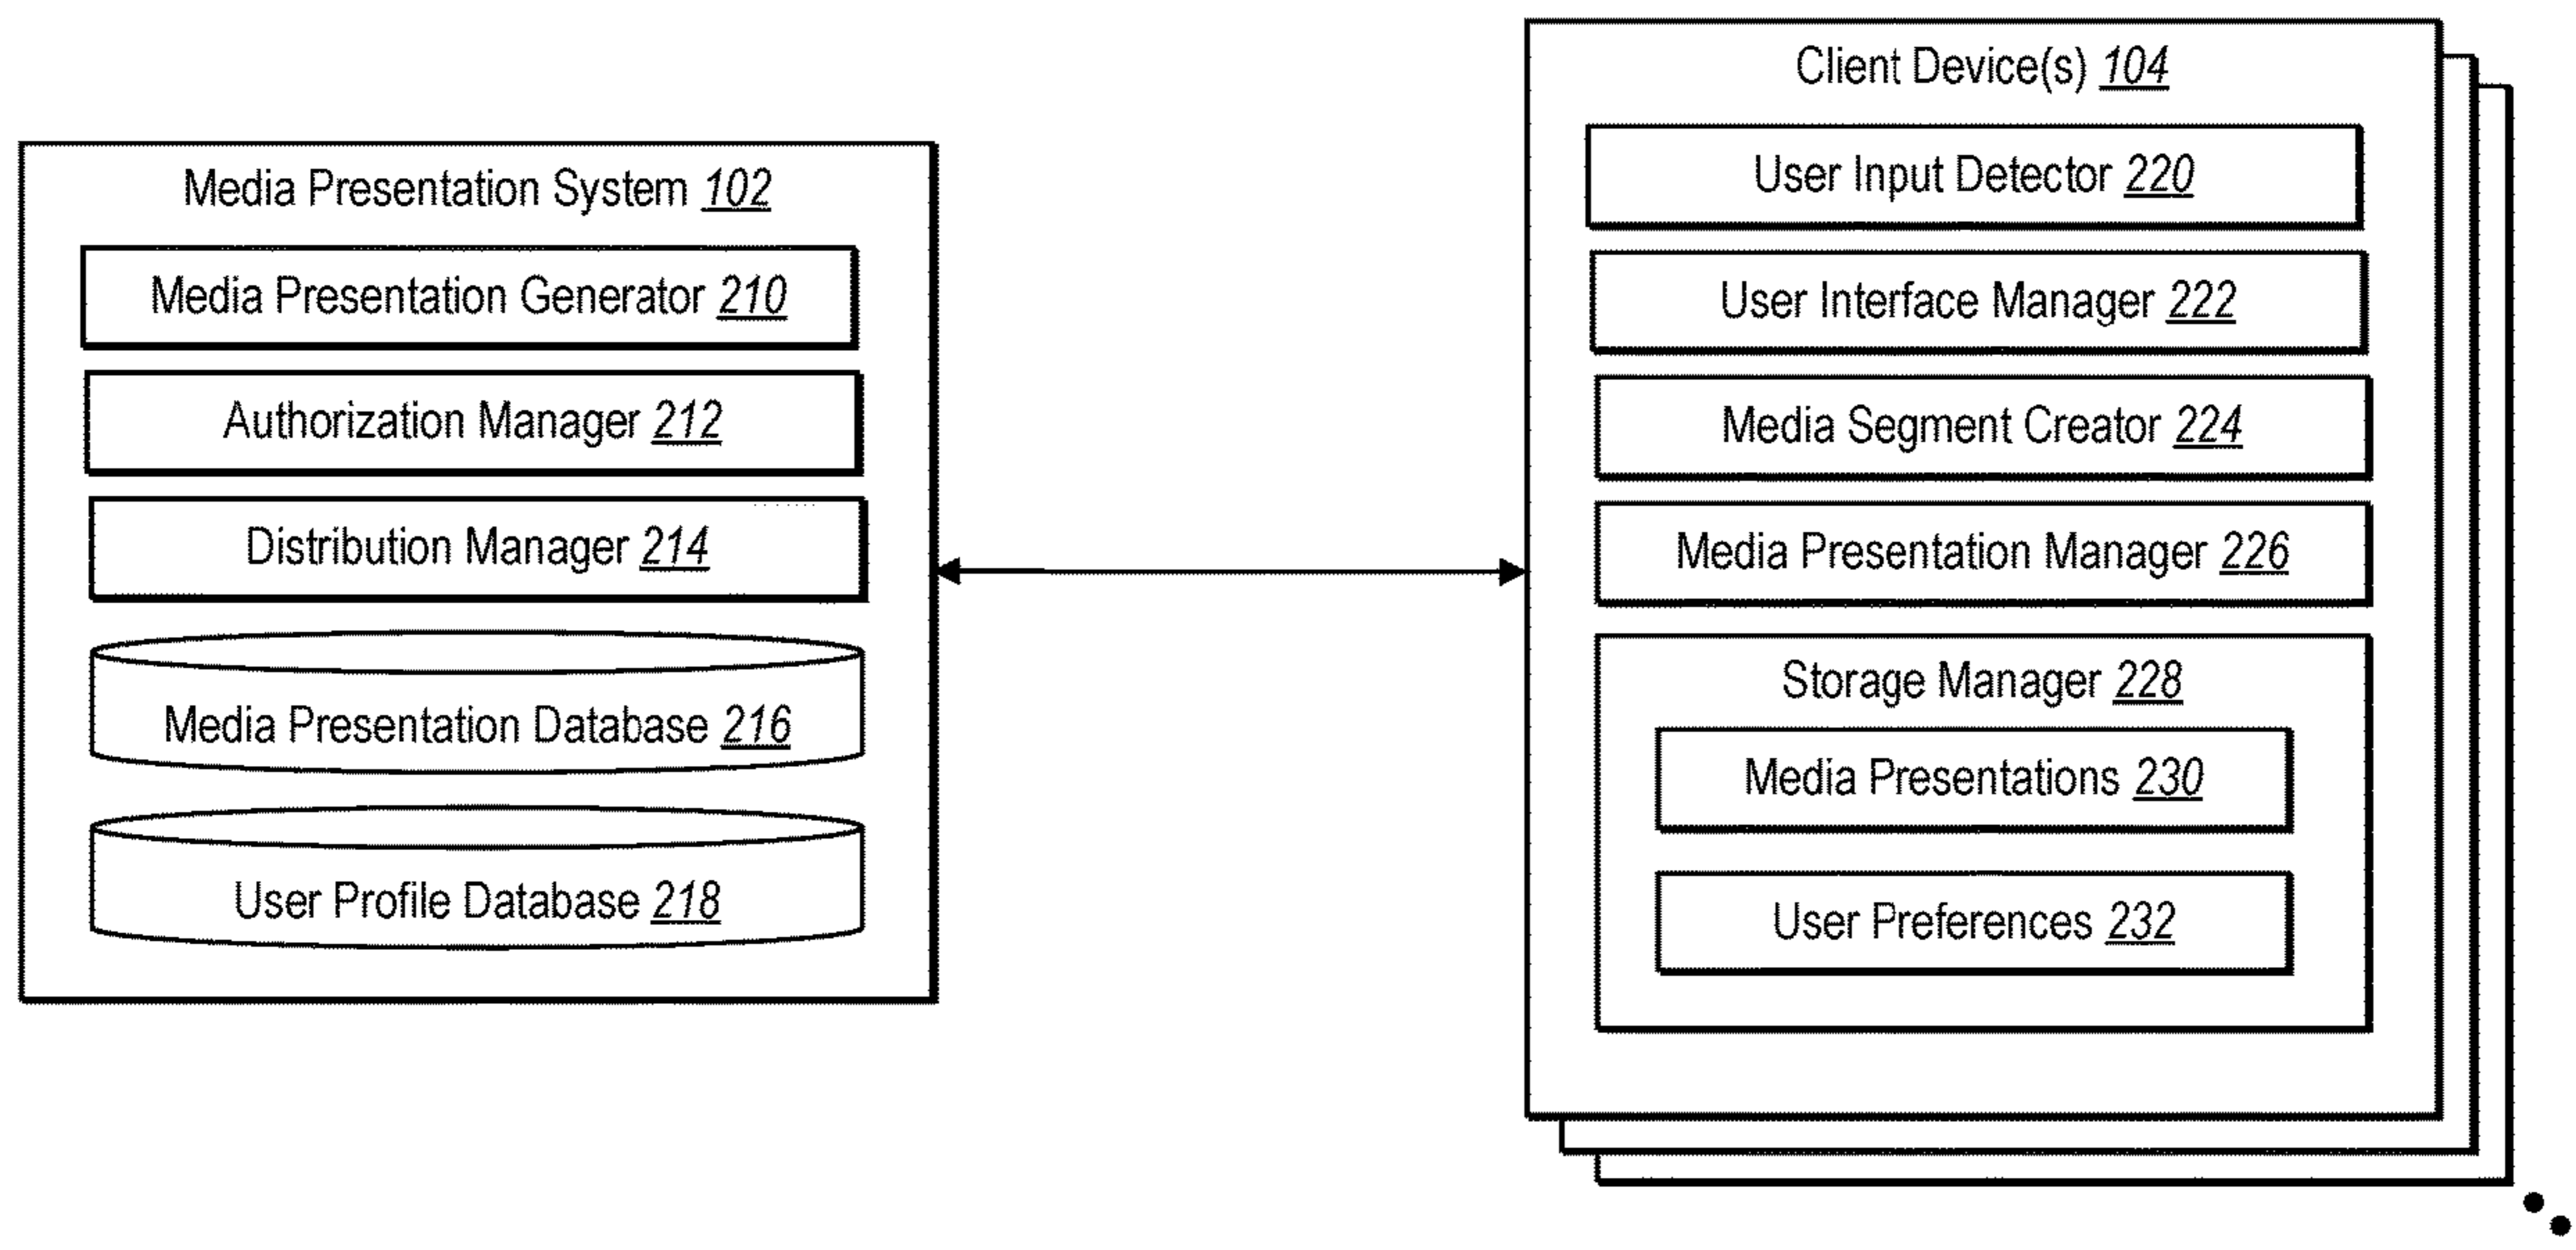 Media Presentation System 102
Media Presentation Generator 210
Authorization Manager 212
Distribution Manager 214
Media Presentation Database 216
User Profile Database 218
Client Device(s) 104
User Input Detector 220
User Interface Manager 222
Media Segment Creator 224
Media Presentation Manager 226
Storage Manager 228
Media Presentations 230
User Preferences 232